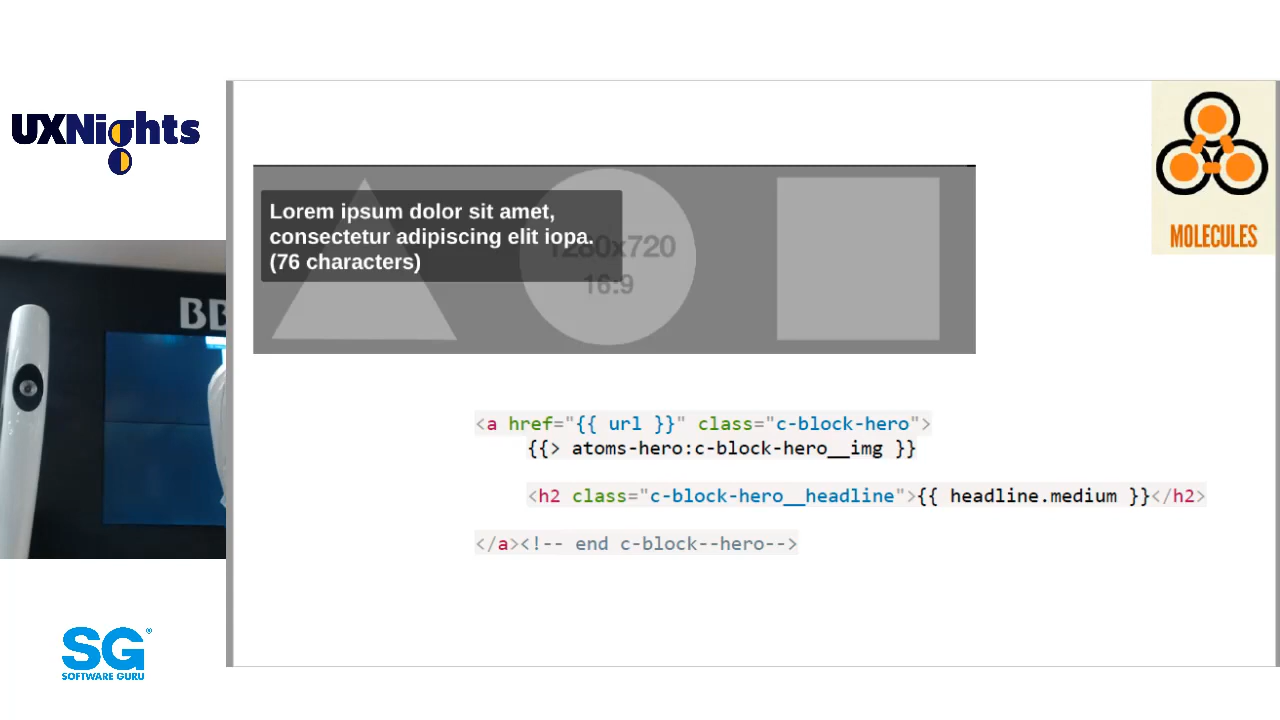 UXNights
MOLECULES
Lorem ipsum dolor sit amet,
consectetur adipiscing elit iopa.
(76 characters)
1280x720
16:9
BB
<a href="{{ url }}" class="c-block-hero">
{{> atoms-hero:c-block-hero__img }}
<h2 class="c-block-hero__headline">{{ headline.medium }}</h2>
</a><!-- end c-block--hero-->
SG®
SOFTWARE GURU